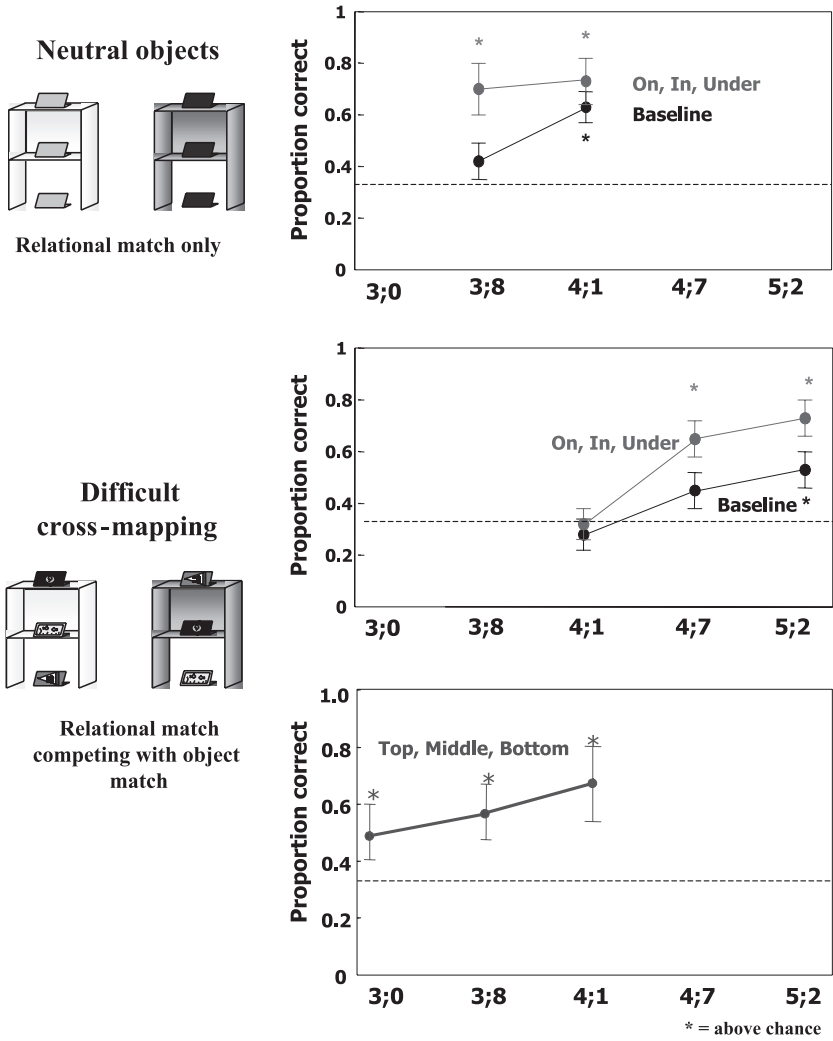 Neutral objects
Relational match only
Proportion correct
1
0.8
0.6
0.4
0.2
0
* *
On, In, Under
Baseline
*
3;0 3;8 4;1 4;7 5;2
Difficult
cross-mapping
Relational match
competing with object
match
Proportion correct
1
0.8
0.6
0.4
0.2
0
* *
On, In, Under
Baseline *
3;0 3;8 4;1 4;7 5;2
Proportion correct
1.0
0.8
0.6
0.4
0.2
0
Top, Middle, Bottom
* * *
3;0 3;8 4;1 4;7 5;2
* = above chance